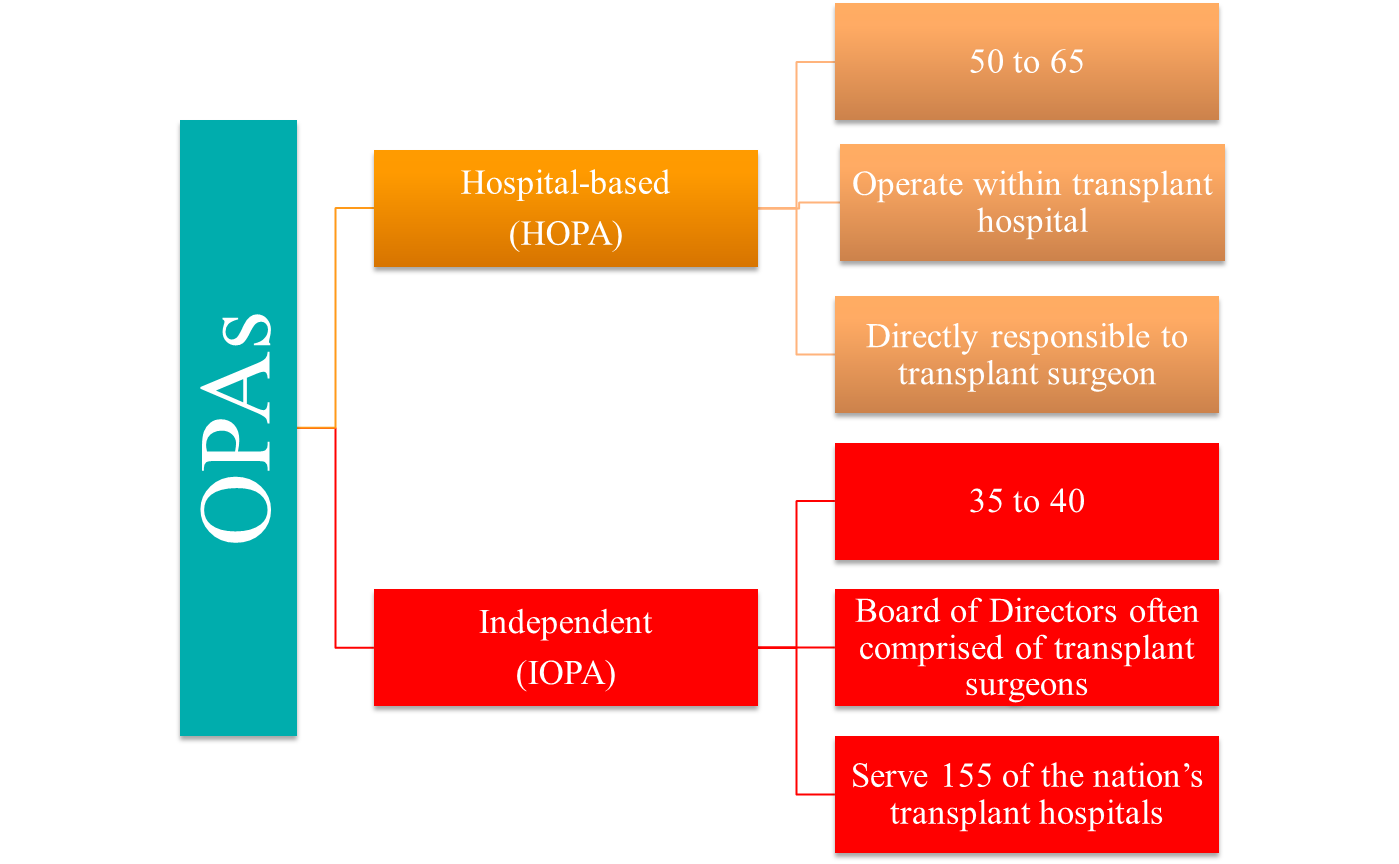 OPAs
Hospital-based
(HOPA)
50 to 65
Operate within transplant
hospital
Directly responsible to
transplant surgeon
Independent
(IOPA)
35 to 40
Board of Directors often
comprised of transplant
surgeons
Serve 155 of the nation’s
transplant hospitals